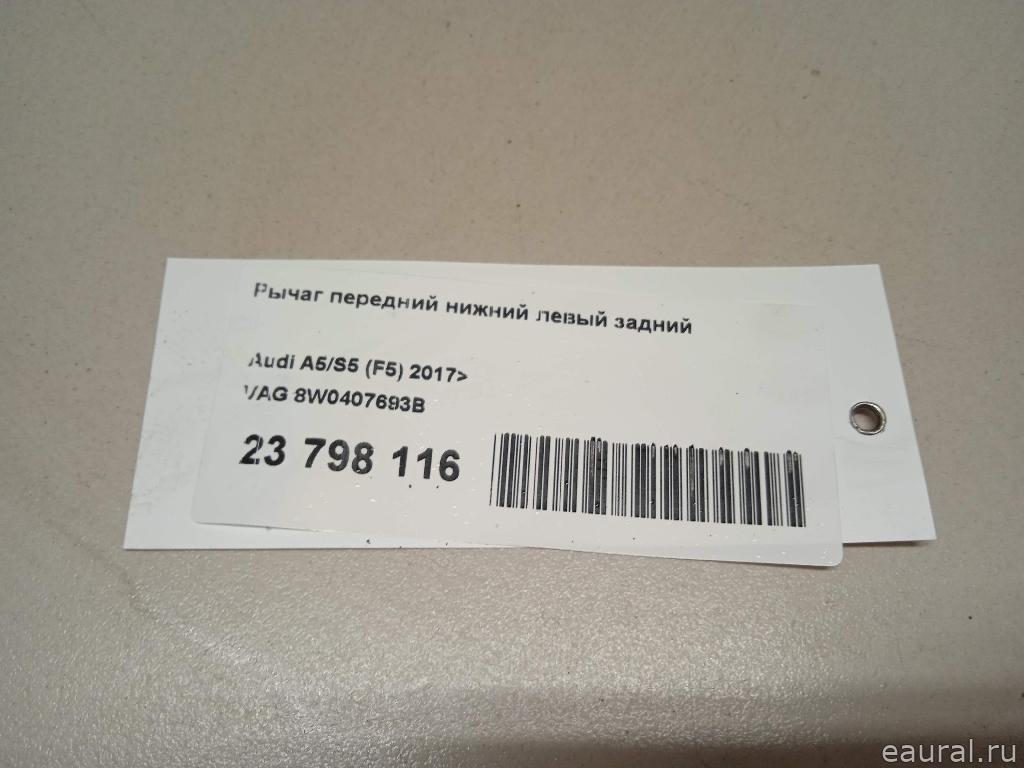 Рычаг передний нижний левый задний
Audi A5/S5 (F5) 2017>
VAG 8W0407693B
23 798 116
eaural.ru